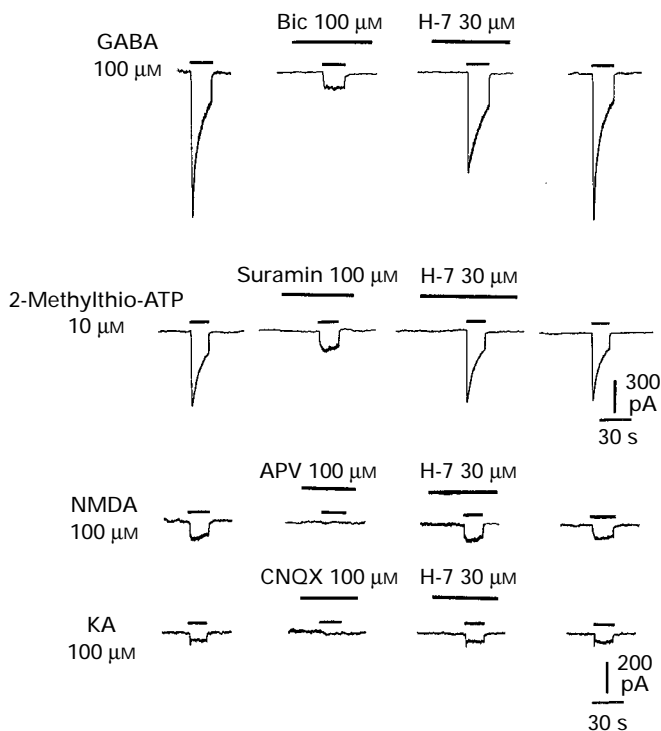 GABA
100 μM
Bic 100 μM
H-7 30 μM
2-Methylthio-ATP
10 μM
Suramin 100 μM
H-7 30 μM
300
pA
30 s
NMDA
100 μM
APV 100 μM
H-7 30 μM
KA
100 μM
CNQX 100 μM
H-7 30 μM
200
pA
30 s